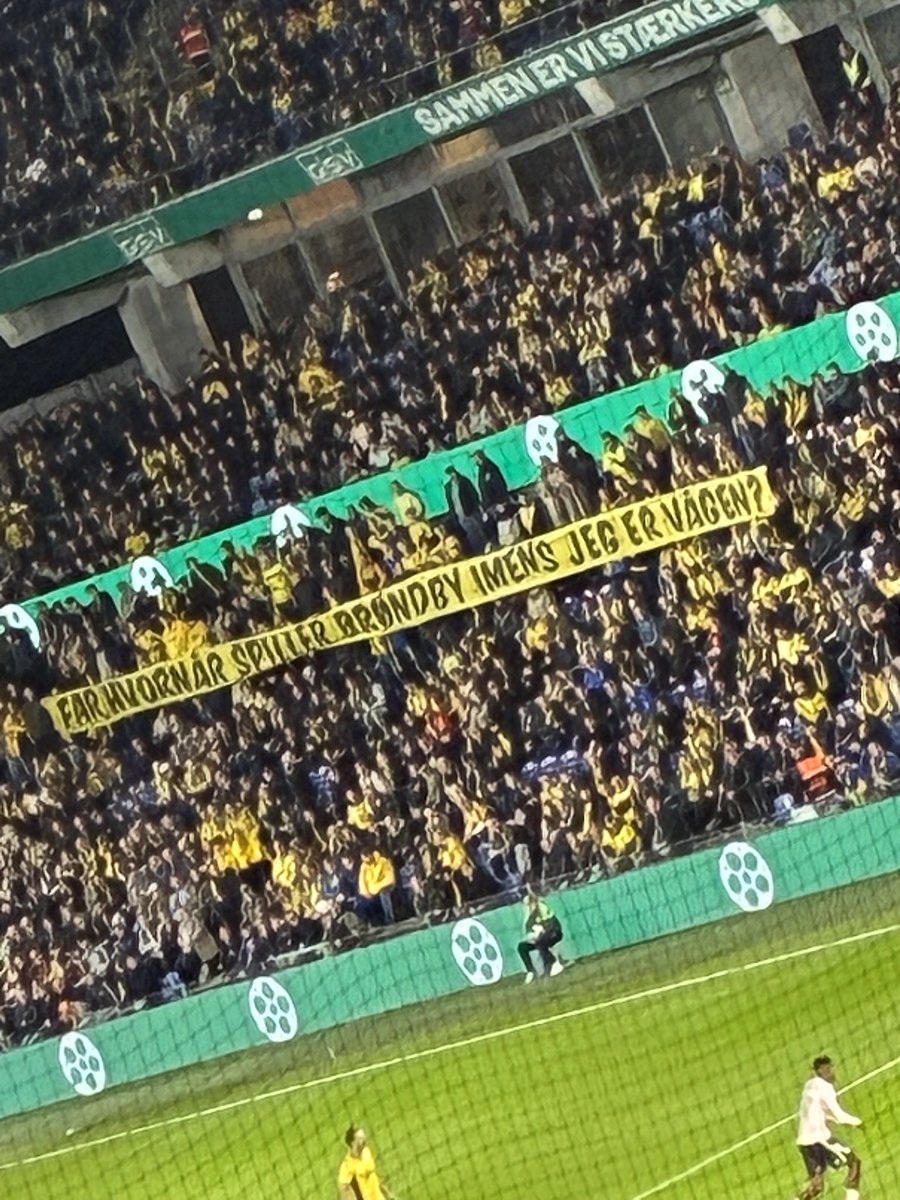 SAMMEN ER VI STÆRKERE
FAR HVORNÅR SPILLER BRØNDBY IMENS JEG ER VÅGEN?